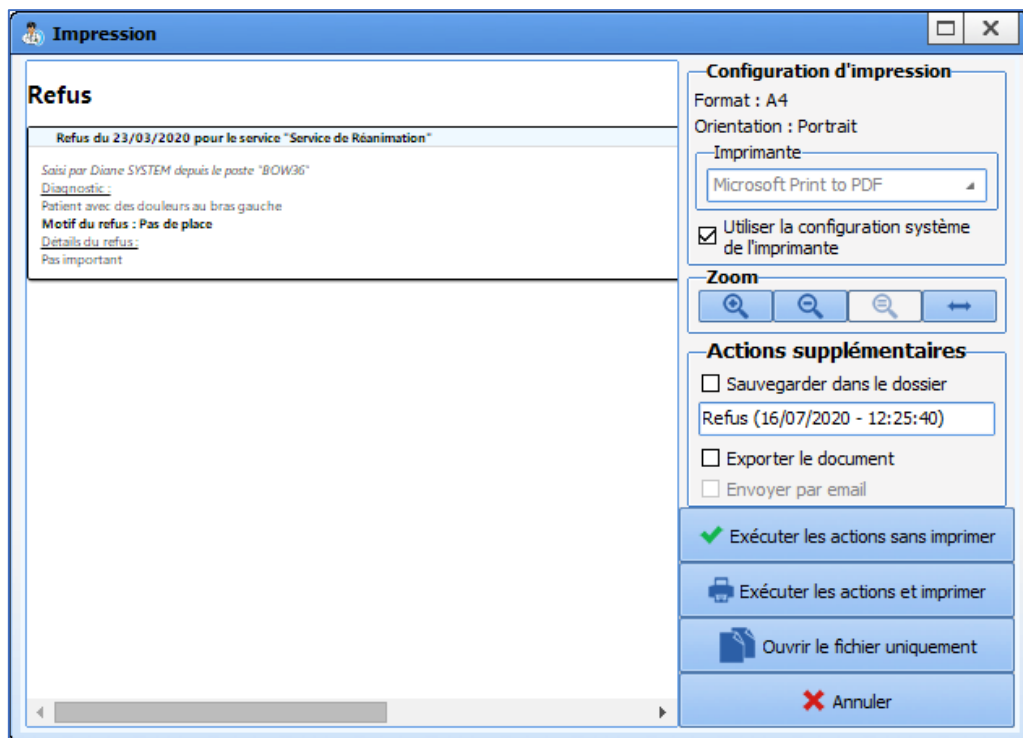 Impression
Refus
Refus du 23/03/2020 pour le service "Service de Réanimation"
Saisi par Diane SYSTEM depuis le poste "BOW36"
Diagnostic :
Patient avec des douleurs au bras gauche
Motif du refus : Pas de place
Détails du refus :
Pas important
Configuration d'impression
Format : A4
Orientation : Portrait
Imprimante
Microsoft Print to PDF
Utiliser la configuration système
de l'imprimante
Zoom
Actions supplémentaires
Sauvegarder dans le dossier
Refus (16/07/2020 - 12:25:40)
Exporter le document
Envoyer par email
Exécuter les actions sans imprimer
Exécuter les actions et imprimer
Ouvrir le fichier uniquement
Annuler